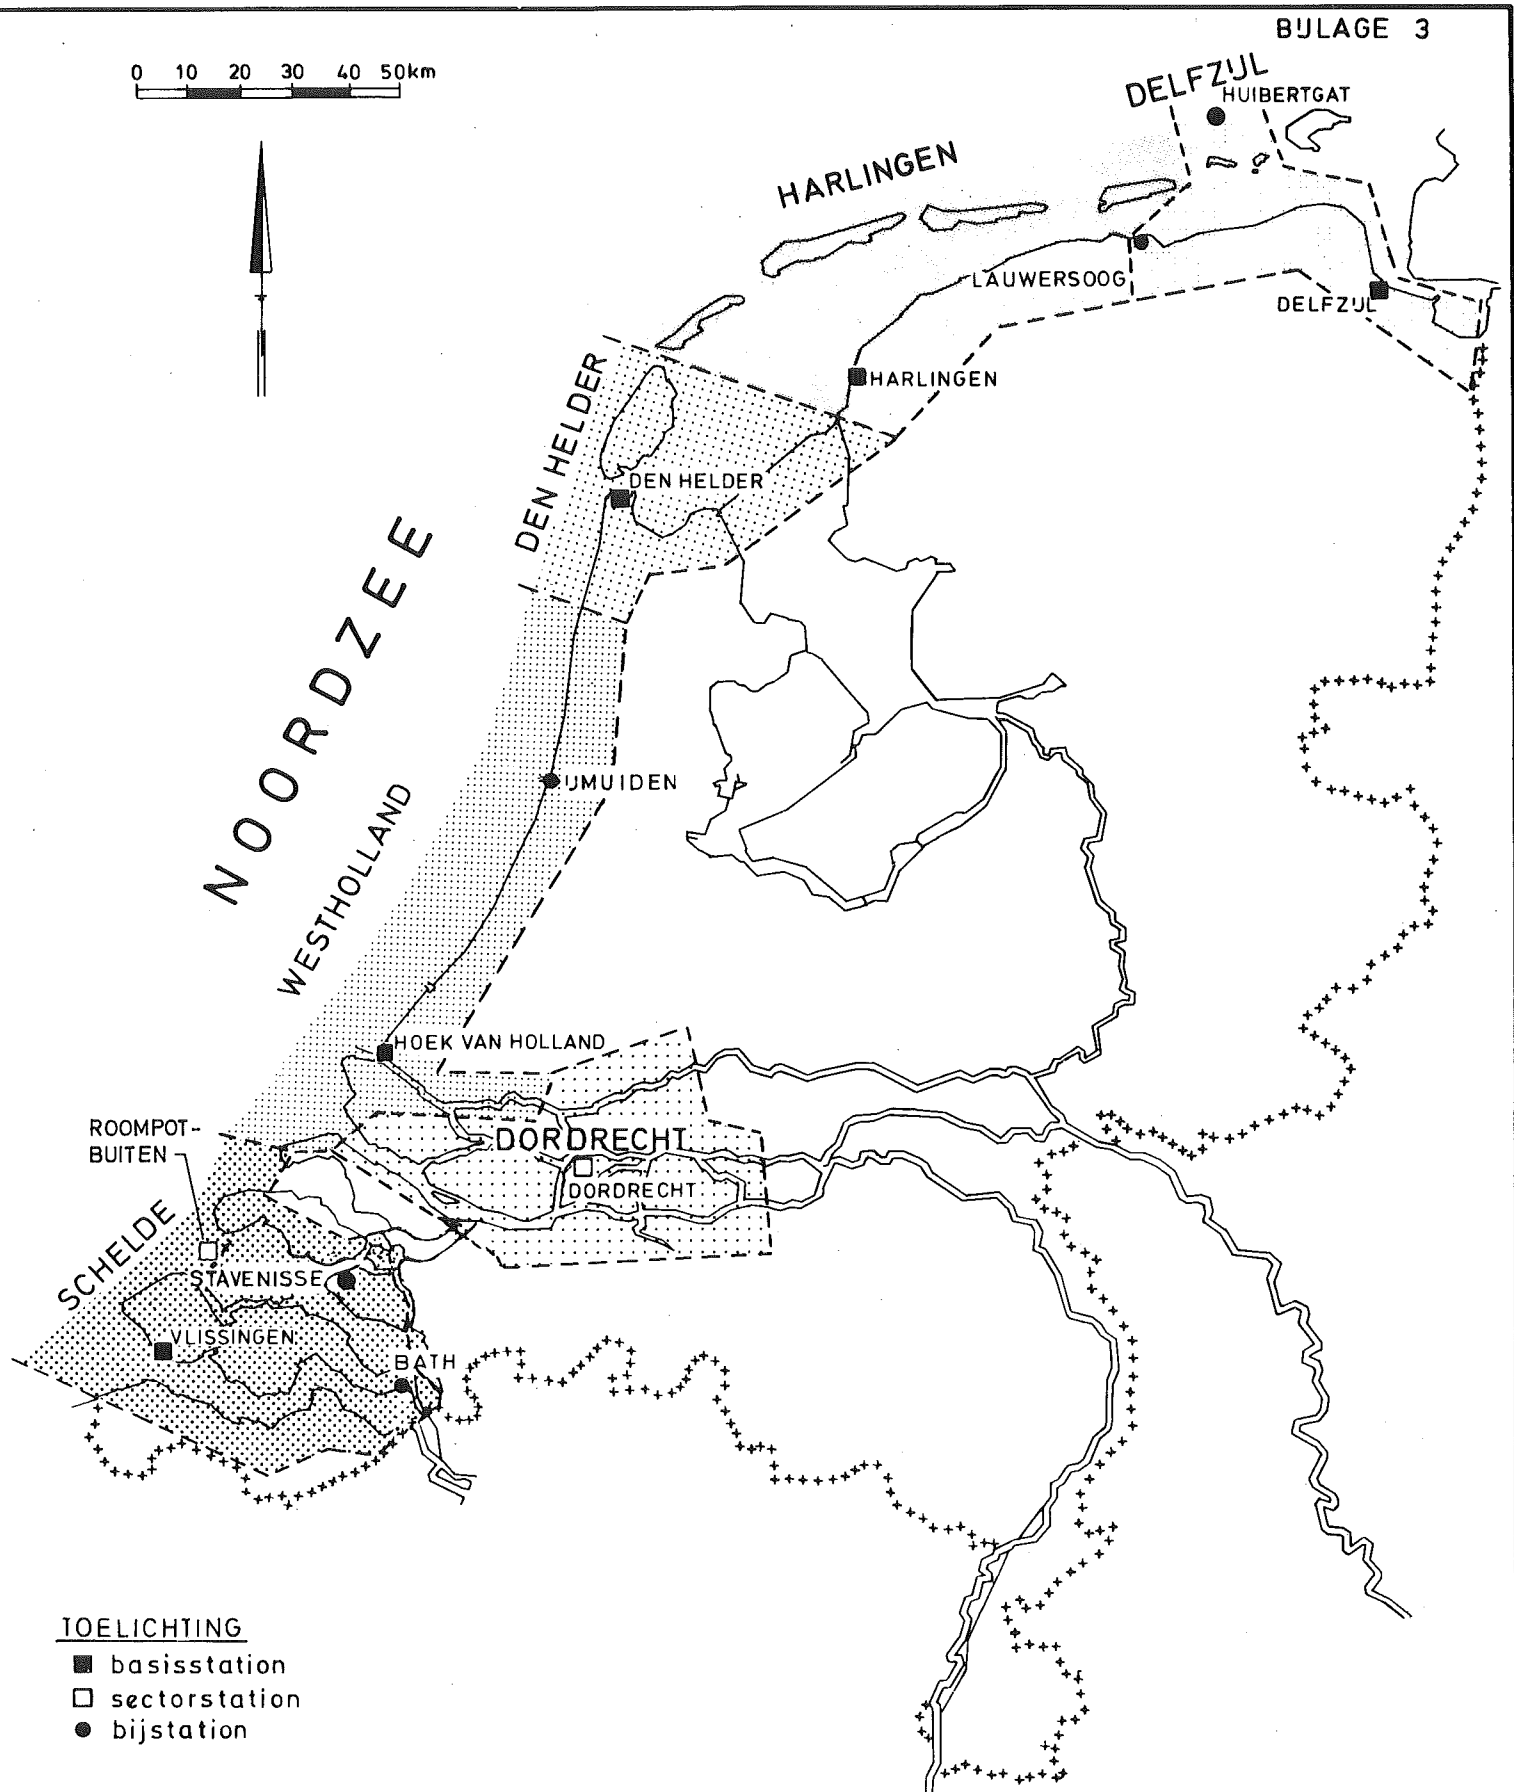 BIJLAGE 3
0 10 20 30 40 50km
DELFZIJL
HUIBERTGAT
HARLINGEN
LAUWERSOOG
DELFZIJL
HARLINGEN
DEN HELDER
DEN HELDER
NOORDZEE
IJMUIDEN
WESTHOLLAND
HOEK VAN HOLLAND
ROOMPOT-
BUITEN
DORDRECHT
DORDRECHT
SCHELDE
STAVENISSE
VLISSINGEN
BATH
TOELICHTING
basisstation
sectorstation
bijstation